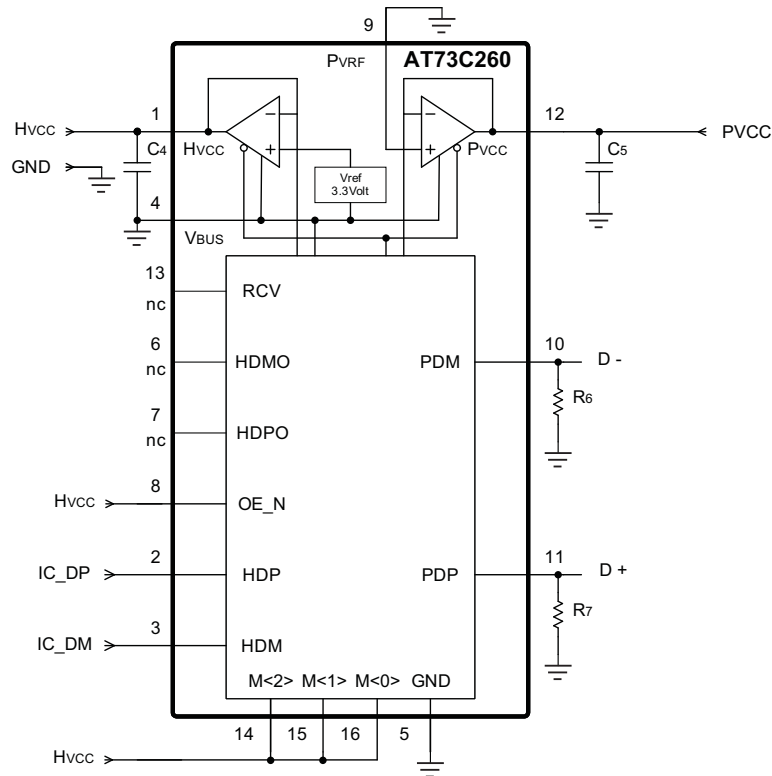 9
PVRF
AT73C260
1
12
HVCC
C4
HVCC
PVCC
C5
PVCC
GND
Vref
3.3Volt
4
VBUS
13
RCV
nc
6
10
HDMO
PDM
D -
nc
R6
7
HDPO
nc
8
HVCC
OE_N
2
11
IC_DP
HDP
PDP
D +
R7
3
IC_DM
HDM
M<2> M<1> M<0> GND
14 15 16 5
HVCC